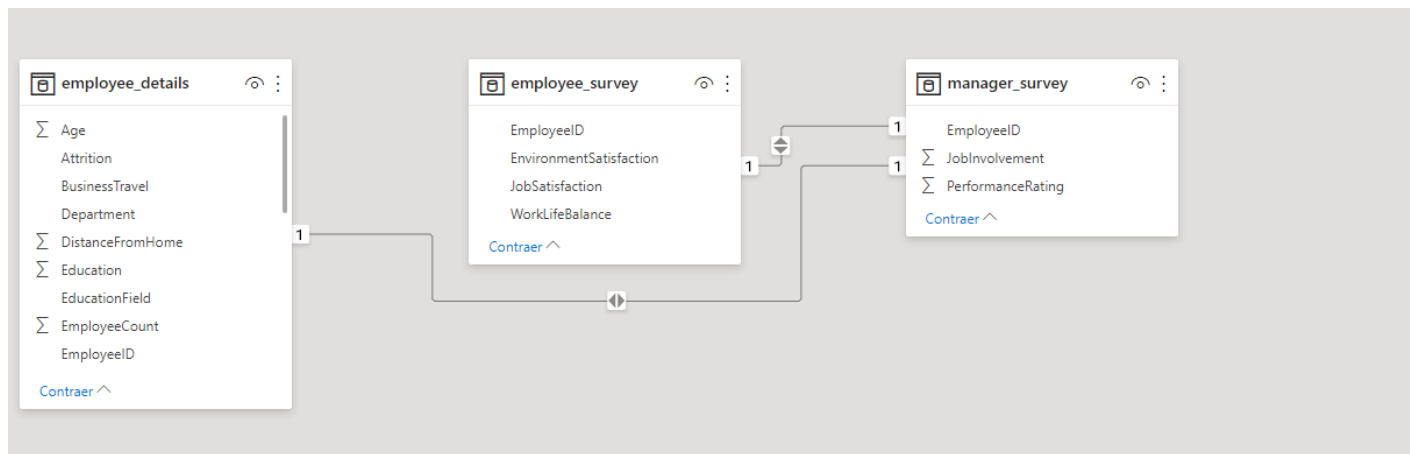 employee_details
Σ Age
Attrition
BusinessTravel
Department
Σ DistanceFromHome
Σ Education
EducationField
Σ EmployeeCount
EmployeeID
Contraer
1
employee_survey
EmployeeID
EnvironmentSatisfaction
JobSatisfaction
WorkLifeBalance
Contraer
1
1
1
manager_survey
EmployeeID
Σ JobInvolvement
Σ PerformanceRating
Contraer